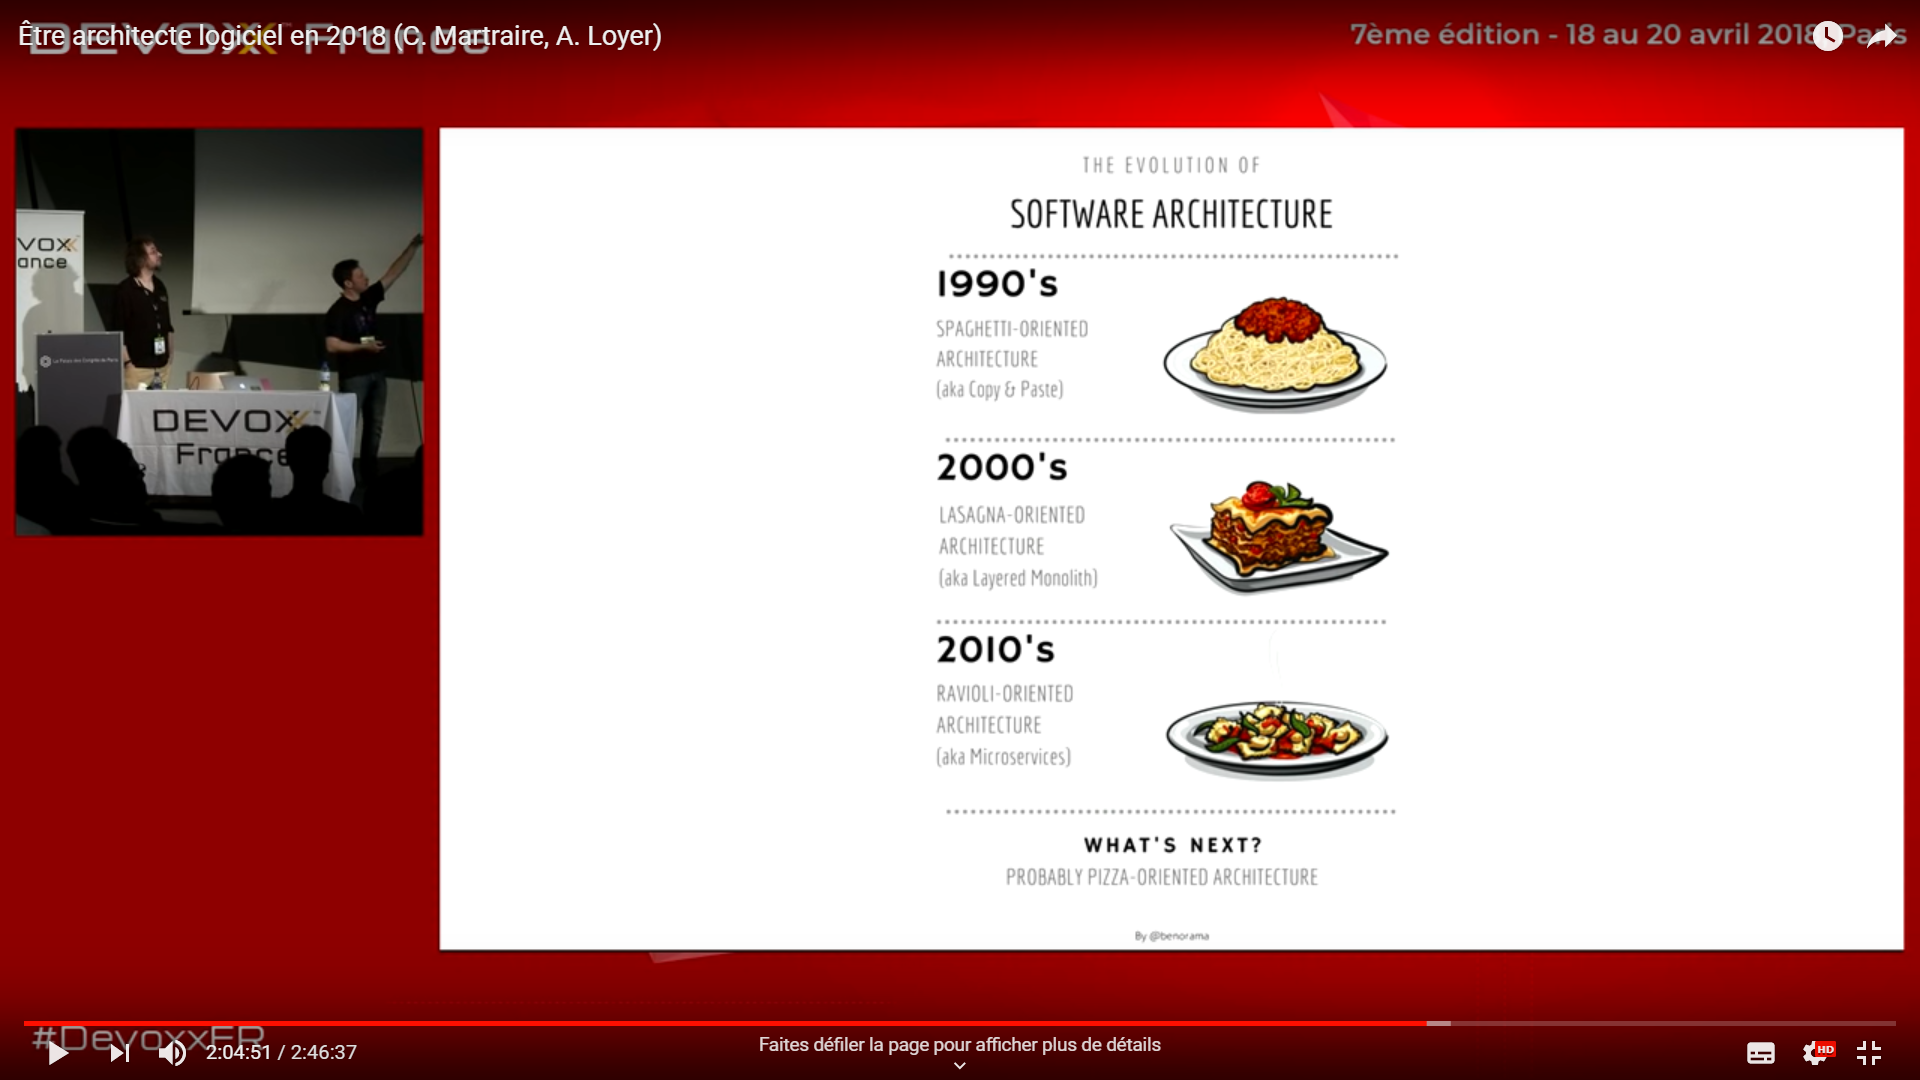 Être architecte logiciel en 2018 (C. Martraire, A. Loyer)
DEVOXX France
7ème édition - 18 au 20 avril 2018 Paris
VOXX
ance
DEVOXX
France
THE EVOLUTION OF
SOFTWARE ARCHITECTURE
1990's
SPAGHETTI-ORIENTED
ARCHITECTURE
(aka Copy & Paste)
2000's
LASAGNA-ORIENTED
ARCHITECTURE
(aka Layered Monolith)
2010's
RAVIOLI-ORIENTED
ARCHITECTURE
(aka Microservices)
WHAT'S NEXT?
PROBABLY PIZZA-ORIENTED ARCHITECTURE
By @benorama
#DevoxxFR
2:04:51 / 2:46:37
Faites défiler la page pour afficher plus de détails
HD